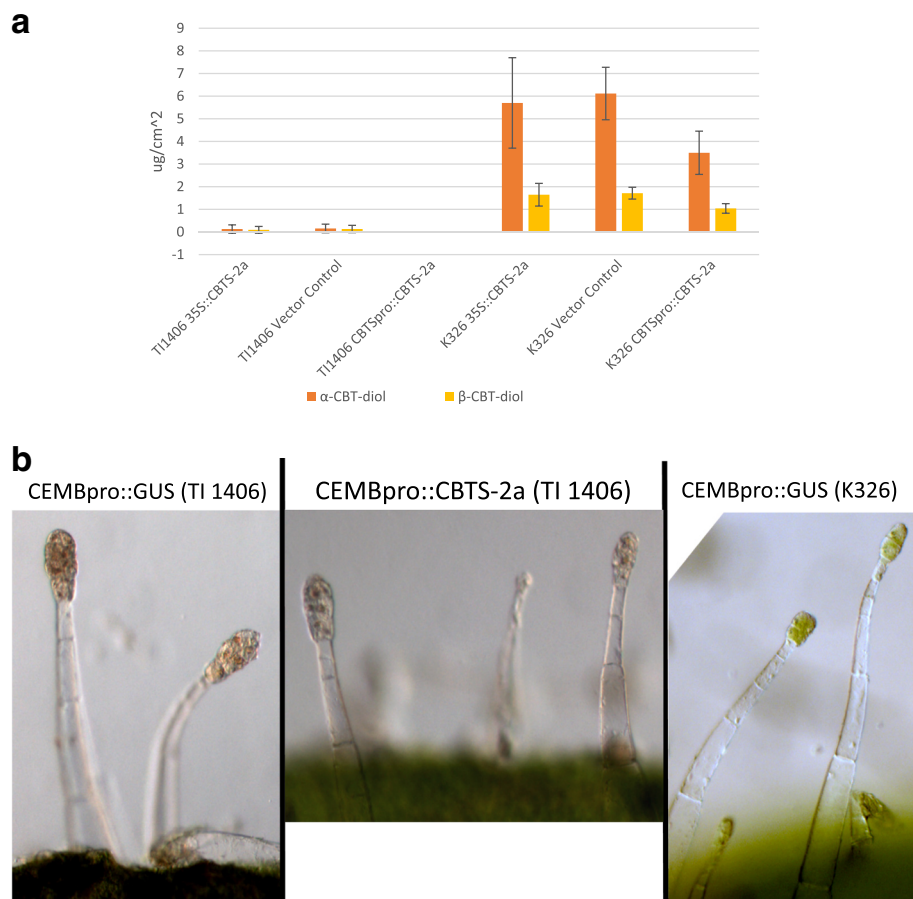 a
9
8
7
6
5
4
3
2
1
0
-1
ug/cm^2
TI1406 35S::CBTS-2a
TI1406 Vector Control
TI1406 CBTSpro::CBTS-2a
K326 35S::CBTS-2a
K326 Vector Control
K326 CBTSpro::CBTS-2a
α-CBT-diol
β-CBT-diol
b
CEMBpro::GUS (TI 1406)
CEMBpro::CBTS-2a (TI 1406)
CEMBpro::GUS (K326)